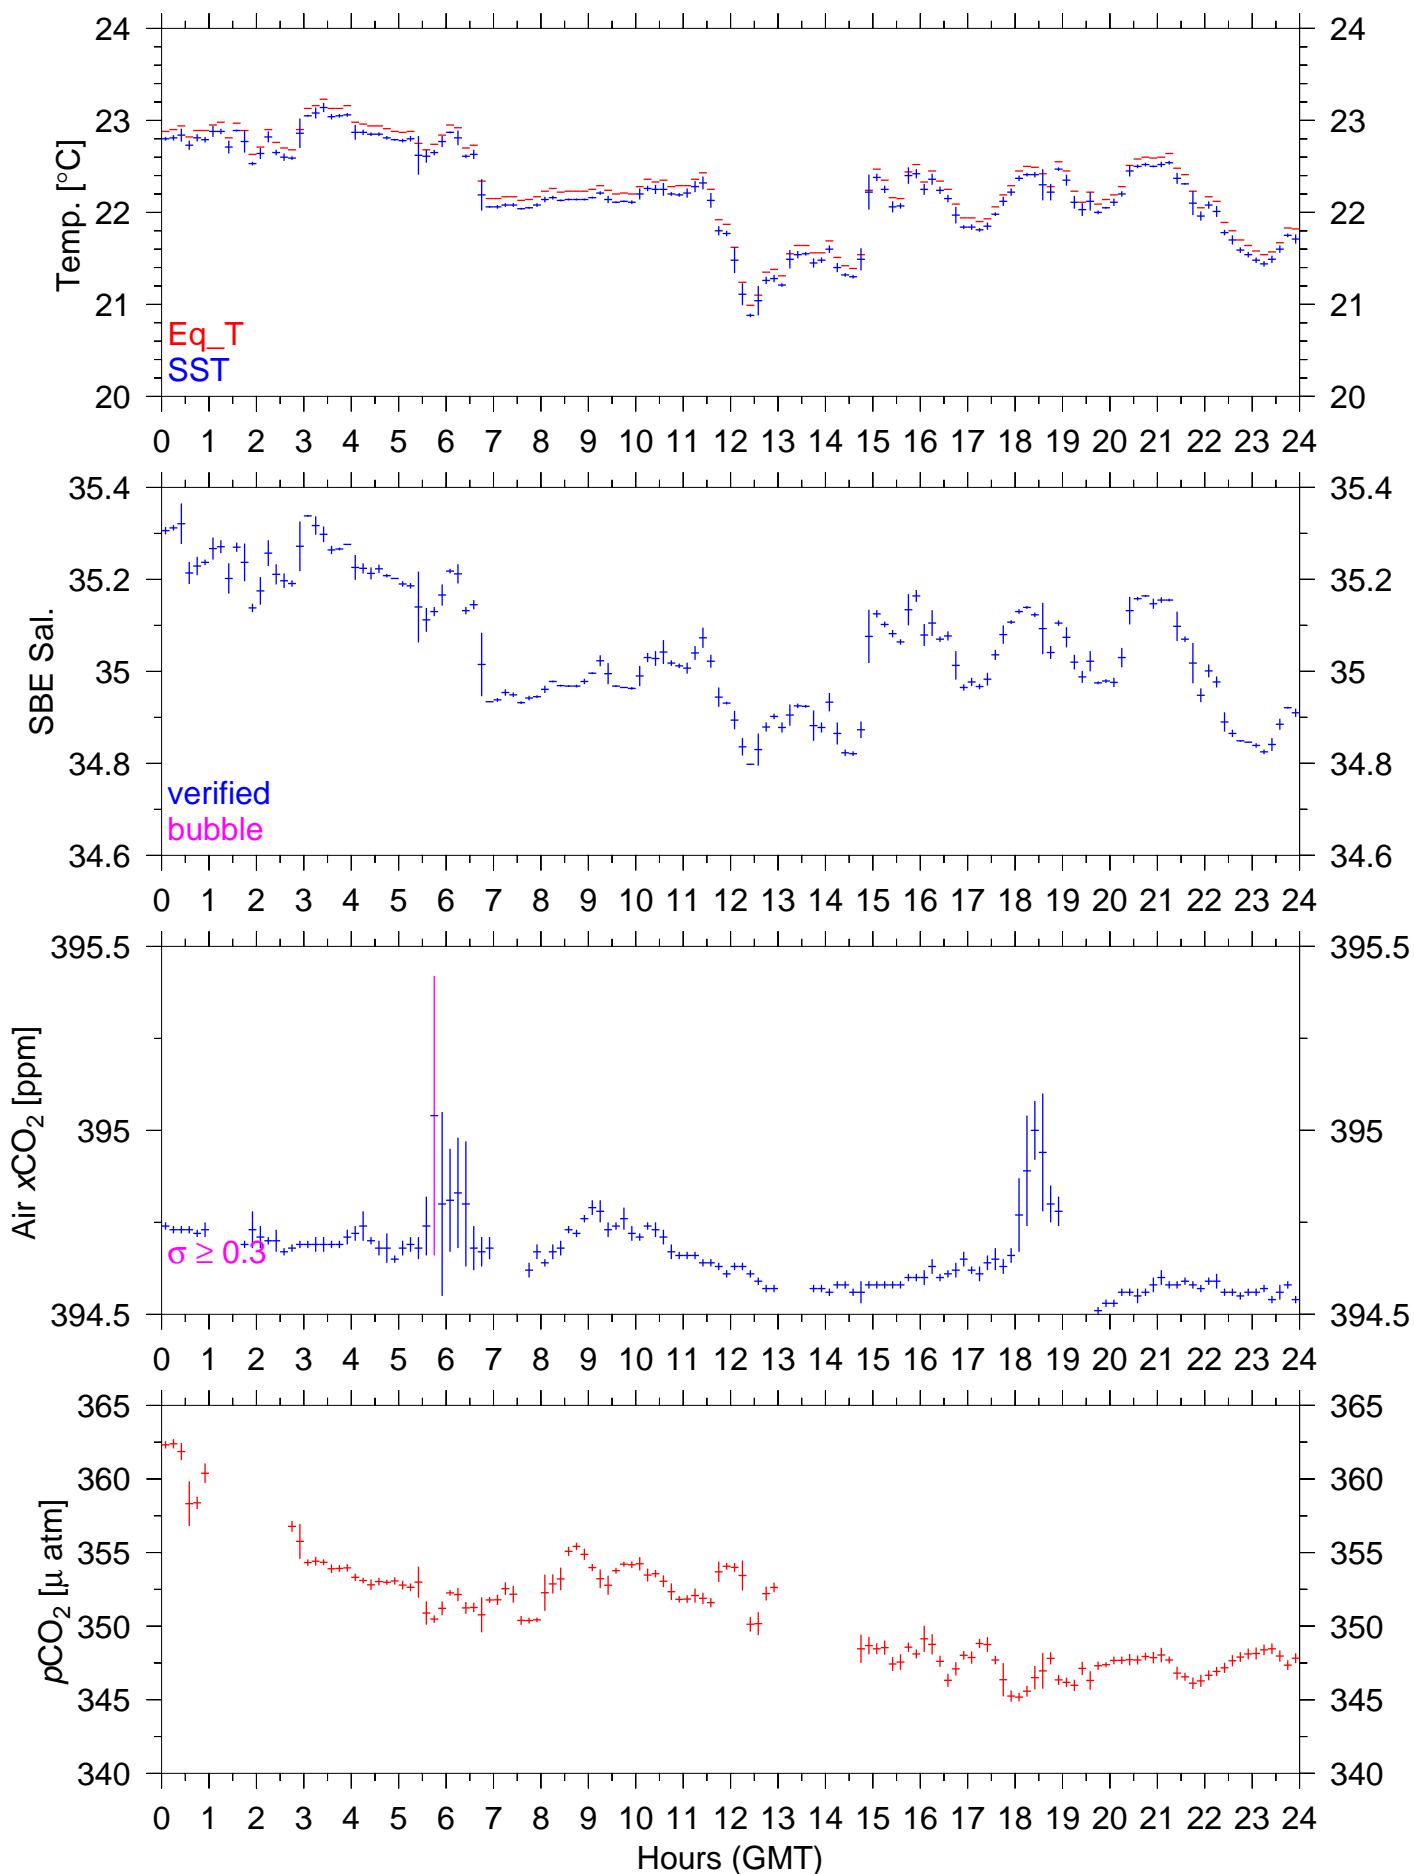 24 24
23 23
22 22
21 21
20 20
Temp. [°C]
Eq_T
SST
0 1 2 3 4 5 6 7 8 9 10 11 12 13 14 15 16 17 18 19 20 21 22 23 24
35.4 35.4
35.2 35.2
35 35
34.8 34.8
34.6 34.6
SBE Sal.
verified
bubble
0 1 2 3 4 5 6 7 8 9 10 11 12 13 14 15 16 17 18 19 20 21 22 23 24
395.5 395.5
395 395
394.5 394.5
Air xCO₂ [ppm]
σ ≥ 0.3
0 1 2 3 4 5 6 7 8 9 10 11 12 13 14 15 16 17 18 19 20 21 22 23 24
365 365
360 360
355 355
350 350
345 345
340 340
pCO₂ [µ atm]
0 1 2 3 4 5 6 7 8 9 10 11 12 13 14 15 16 17 18 19 20 21 22 23 24
Hours (GMT)